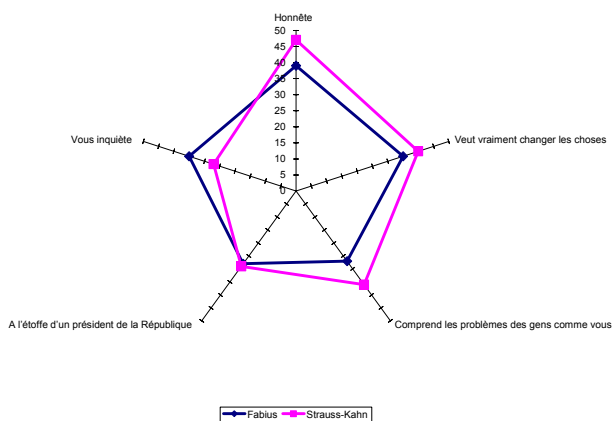 Honnête
50
45
40
35
30
25
20
15
10
5
0
Vous inquiète
Veut vraiment changer les choses
A l'étoffe d'un président de la République
Comprend les problèmes des gens comme vous
Fabius
Strauss-Kahn